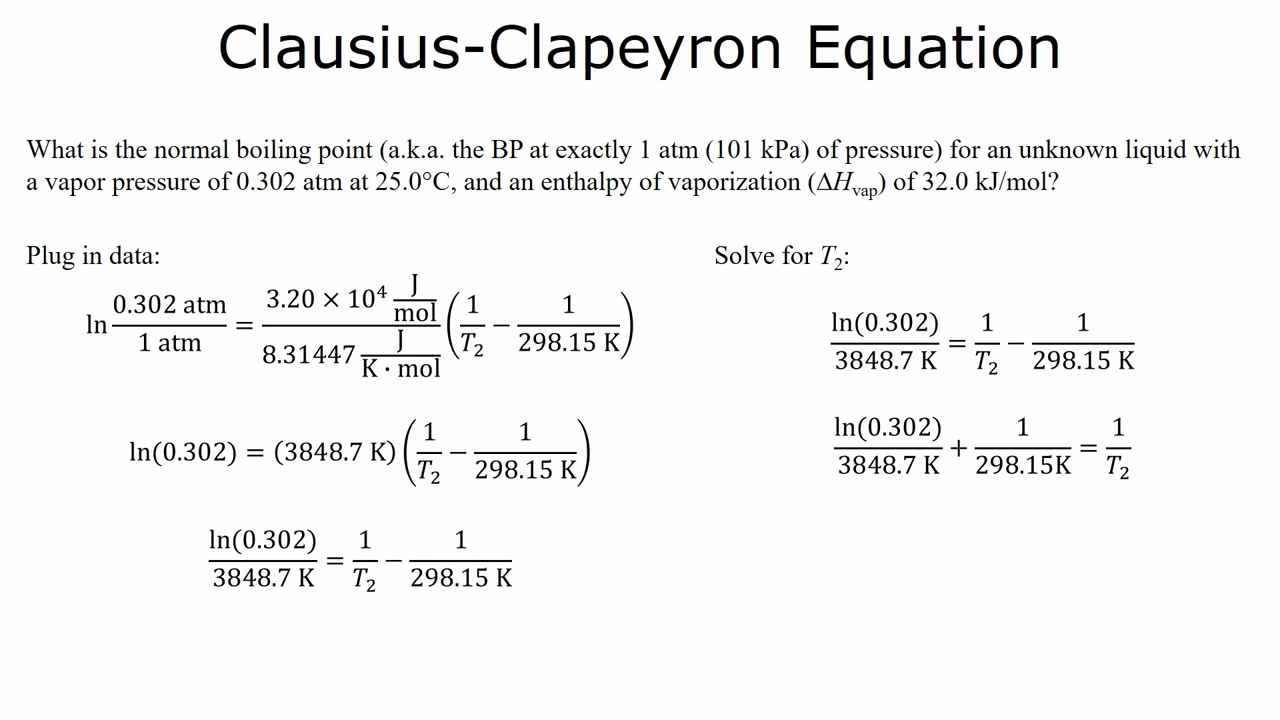 Clausius-Clapeyron Equation
What is the normal boiling point (a.k.a. the BP at exactly 1 atm (101 kPa) of pressure) for an unknown liquid with
a vapor pressure of 0.302 atm at 25.0°C, and an enthalpy of vaporization (ΔH_vap) of 32.0 kJ/mol?
Plug in data:
ln (0.302 atm)/(1 atm) = (3.20 × 10⁴ J/mol)/(8.31447 J/(K · mol)) (1/T₂ − 1/(298.15 K))
ln(0.302) = (3848.7 K) (1/T₂ − 1/(298.15 K))
ln(0.302)/(3848.7 K) = 1/T₂ − 1/(298.15 K)
Solve for T₂:
ln(0.302)/(3848.7 K) = 1/T₂ − 1/(298.15 K)
ln(0.302)/(3848.7 K) + 1/(298.15K) = 1/T₂